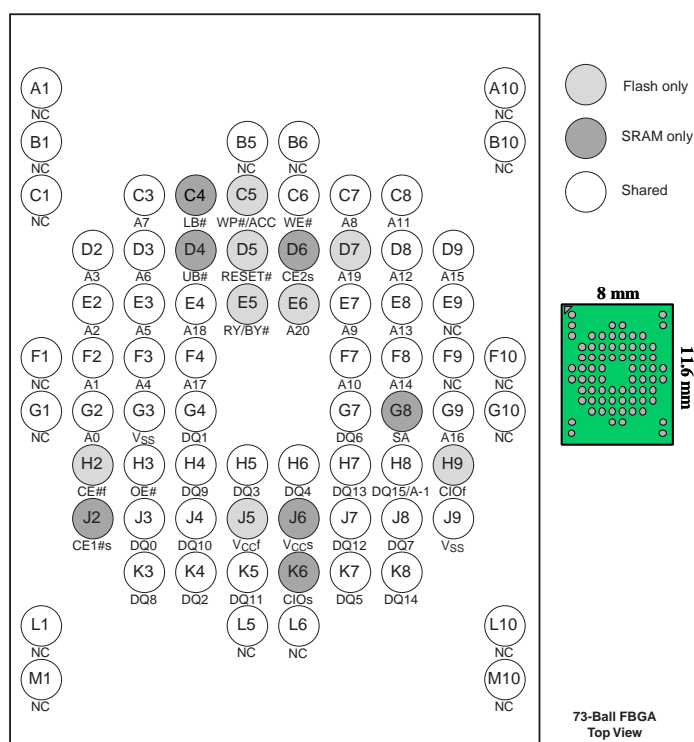 A1 A10
NC NC
Flash only
B1 B5 B6 B10
NC NC NC NC
SRAM only
C1 C3 C4 C5 C6 C7 C8
NC A7 LB# WP#/ACC WE# A8 A11
Shared
D2 D3 D4 D5 D6 D7 D8 D9
A3 A6 UB# RESET# CE2s A19 A12 A15
E2 E3 E4 E5 E6 E7 E8 E9
A2 A5 A18 RY/BY# A20 A9 A13 NC
8 mm
11.6 mm
F1 F2 F3 F4 F7 F8 F9 F10
NC A1 A4 A17 A10 A14 NC NC
G1 G2 G3 G4 G7 G8 G9 G10
NC A0 VSS DQ1 DQ6 SA A16 NC
H2 H3 H4 H5 H6 H7 H8 H9
CE#f OE# DQ9 DQ3 DQ4 DQ13 DQ15/A-1 CIOf
J2 J3 J4 J5 J6 J7 J8 J9
CE1#s DQ0 DQ10 VCCf VCCs DQ12 DQ7 VSS
K3 K4 K5 K6 K7 K8
DQ8 DQ2 DQ11 CIOs DQ5 DQ14
L1 L5 L6 L10
NC NC NC NC
M1 M10
NC NC
73-Ball FBGA
Top View